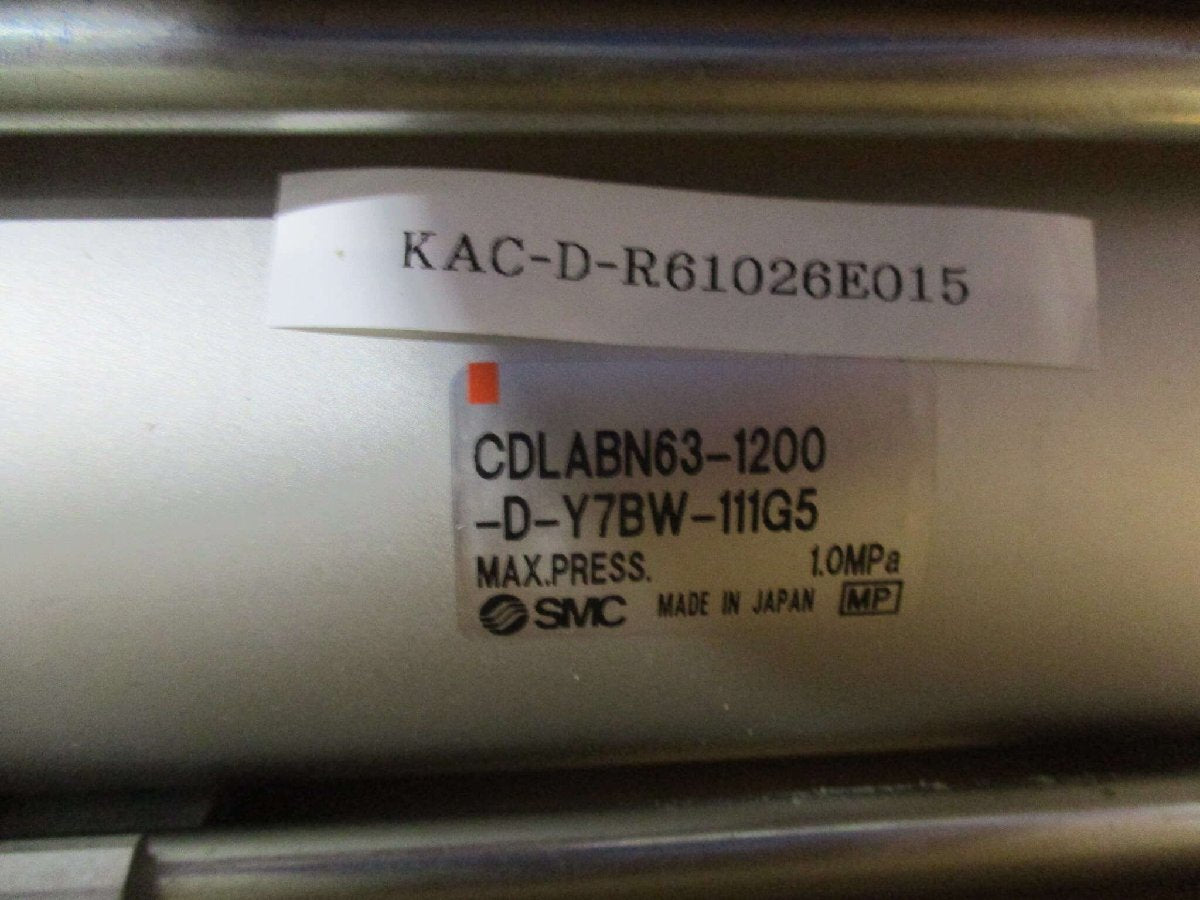 KAC-D-R61026E015
CDLABN63-1200
-D-Y7BW-111G5
MAX.PRESS. 1.0MPa
SMC MADE IN JAPAN MP